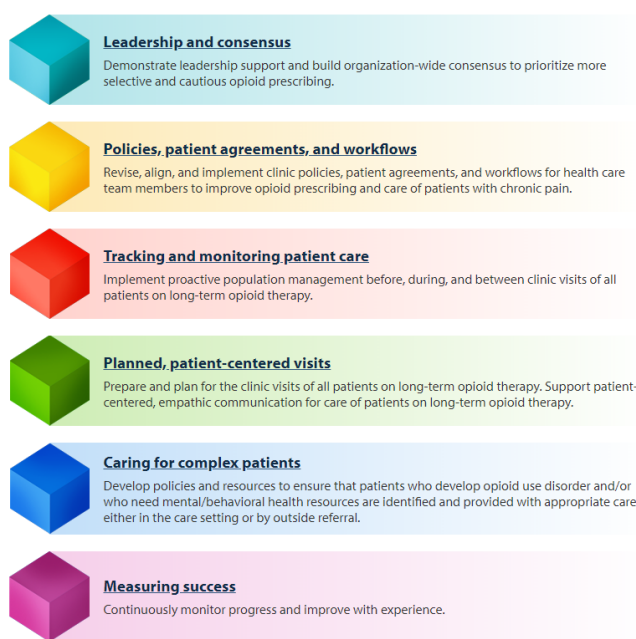 Leadership and consensus
Demonstrate leadership support and build organization-wide consensus to prioritize more
selective and cautious opioid prescribing.
Policies, patient agreements, and workflows
Revise, align, and implement clinic policies, patient agreements, and workflows for health care
team members to improve opioid prescribing and care of patients with chronic pain.
Tracking and monitoring patient care
Implement proactive population management before, during, and between clinic visits of all
patients on long-term opioid therapy.
Planned, patient-centered visits
Prepare and plan for the clinic visits of all patients on long-term opioid therapy. Support patient-
centered, empathic communication for care of patients on long-term opioid therapy.
Caring for complex patients
Develop policies and resources to ensure that patients who develop opioid use disorder and/or
who need mental/behavioral health resources are identified and provided with appropriate care
either in the care setting or by outside referral.
Measuring success
Continuously monitor progress and improve with experience.